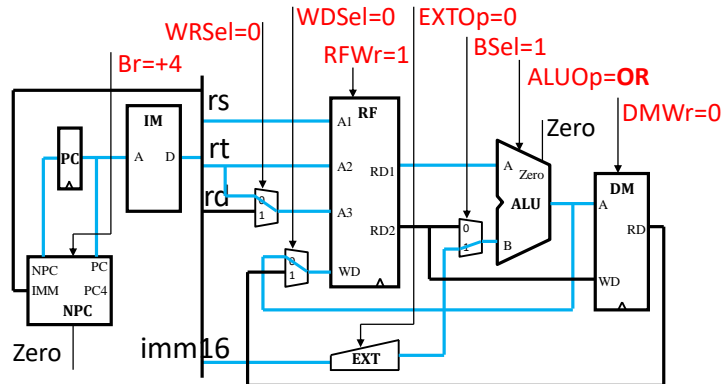 WDSel=0 EXTOp=0
WRSel=0 BSel=1
Br=+4 RFWr=1 ALUOp=OR
DMWr=0
rs
IM
A1 RF
Zero
rt
PC A D A2 RD1 A Zero DM
rd
0
1
A3
ALU
A
RD2
0
1
B
RD
NPC PC
IMM PC4
NPC
0
1
WD
WD
Zero
imm16
EXT